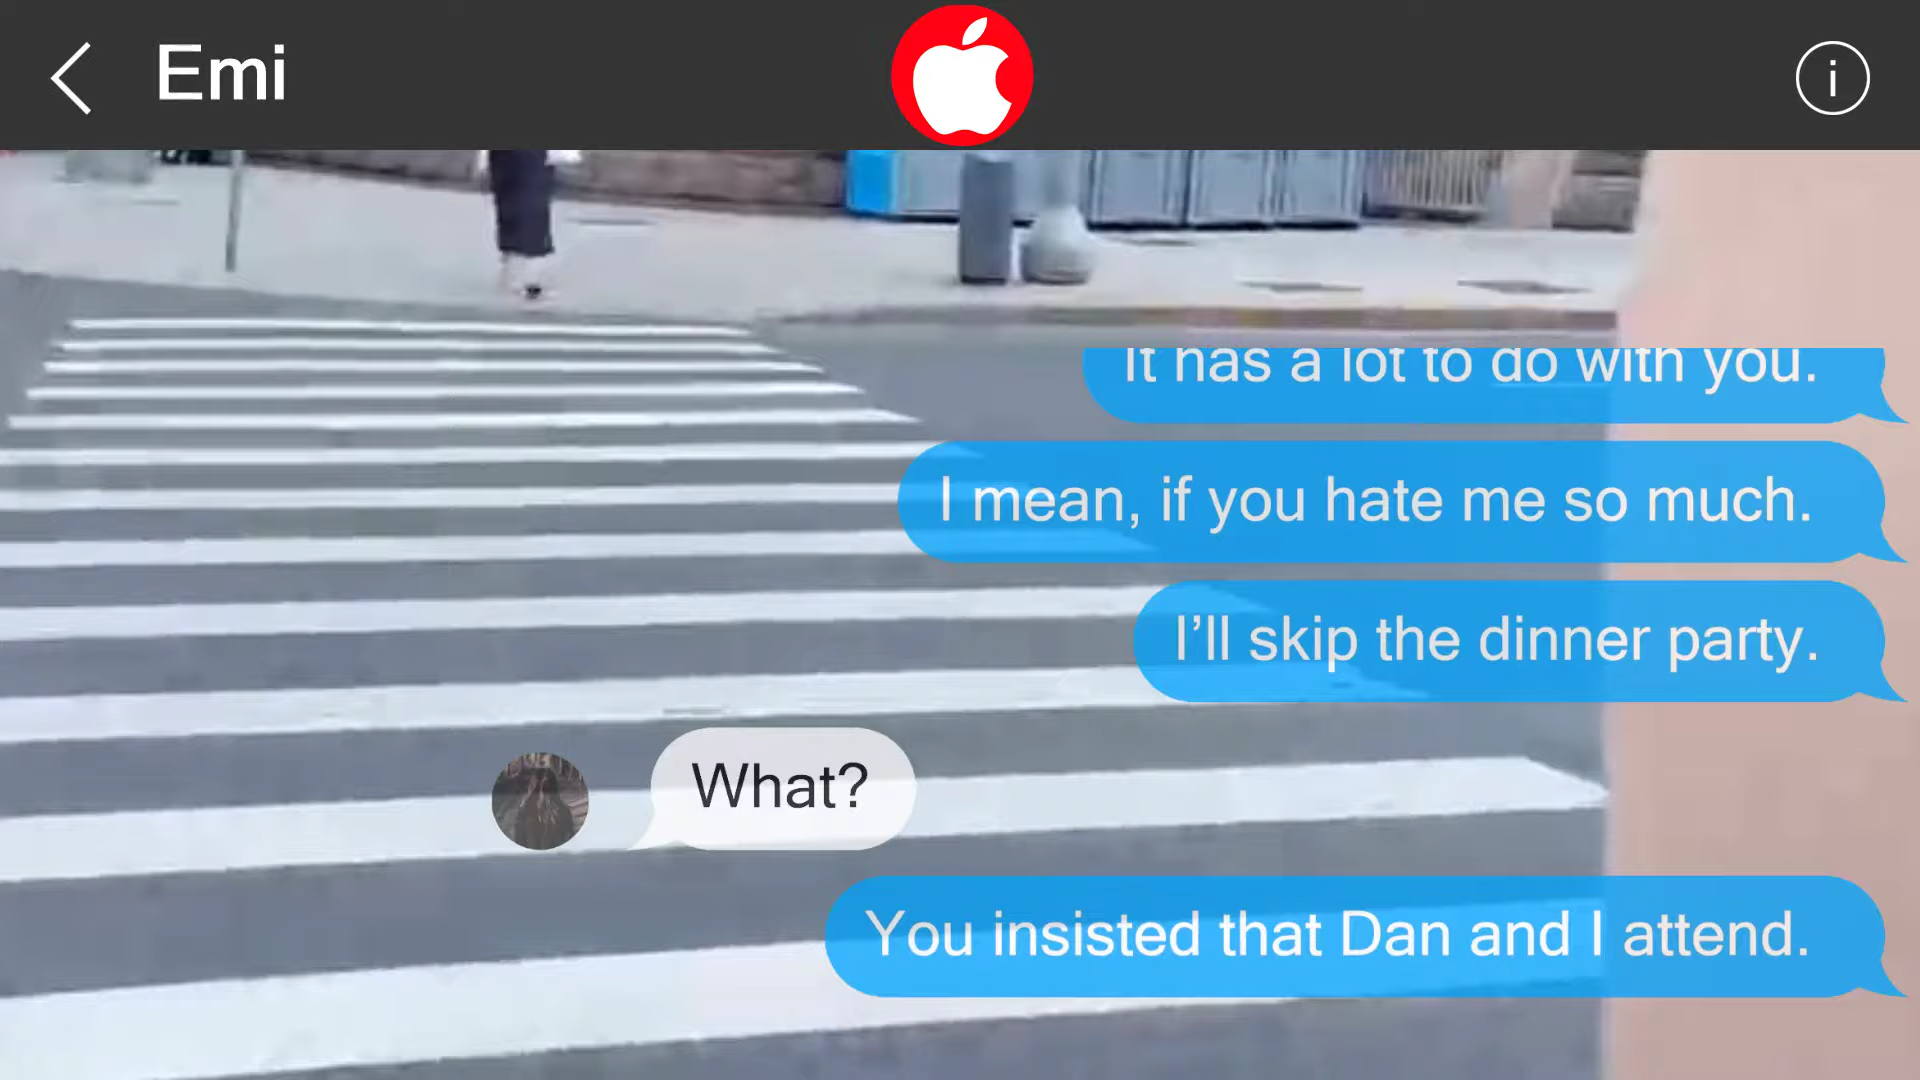 Emi
It has a lot to do with you.
I mean, if you hate me so much.
I’ll skip the dinner party.
What?
You insisted that Dan and I attend.